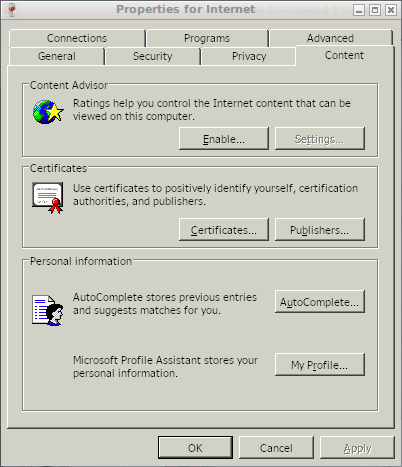 Properties for Internet
Connections Programs Advanced
General Security Privacy Content
Content Advisor
Ratings help you control the Internet content that can be
viewed on this computer.
Enable... Settings...
Certificates
Use certificates to positively identify yourself, certification
authorities, and publishers.
Certificates... Publishers...
Personal information
AutoComplete stores previous entries
and suggests matches for you.
AutoComplete...
Microsoft Profile Assistant stores your
personal information.
My Profile...
OK Cancel Apply